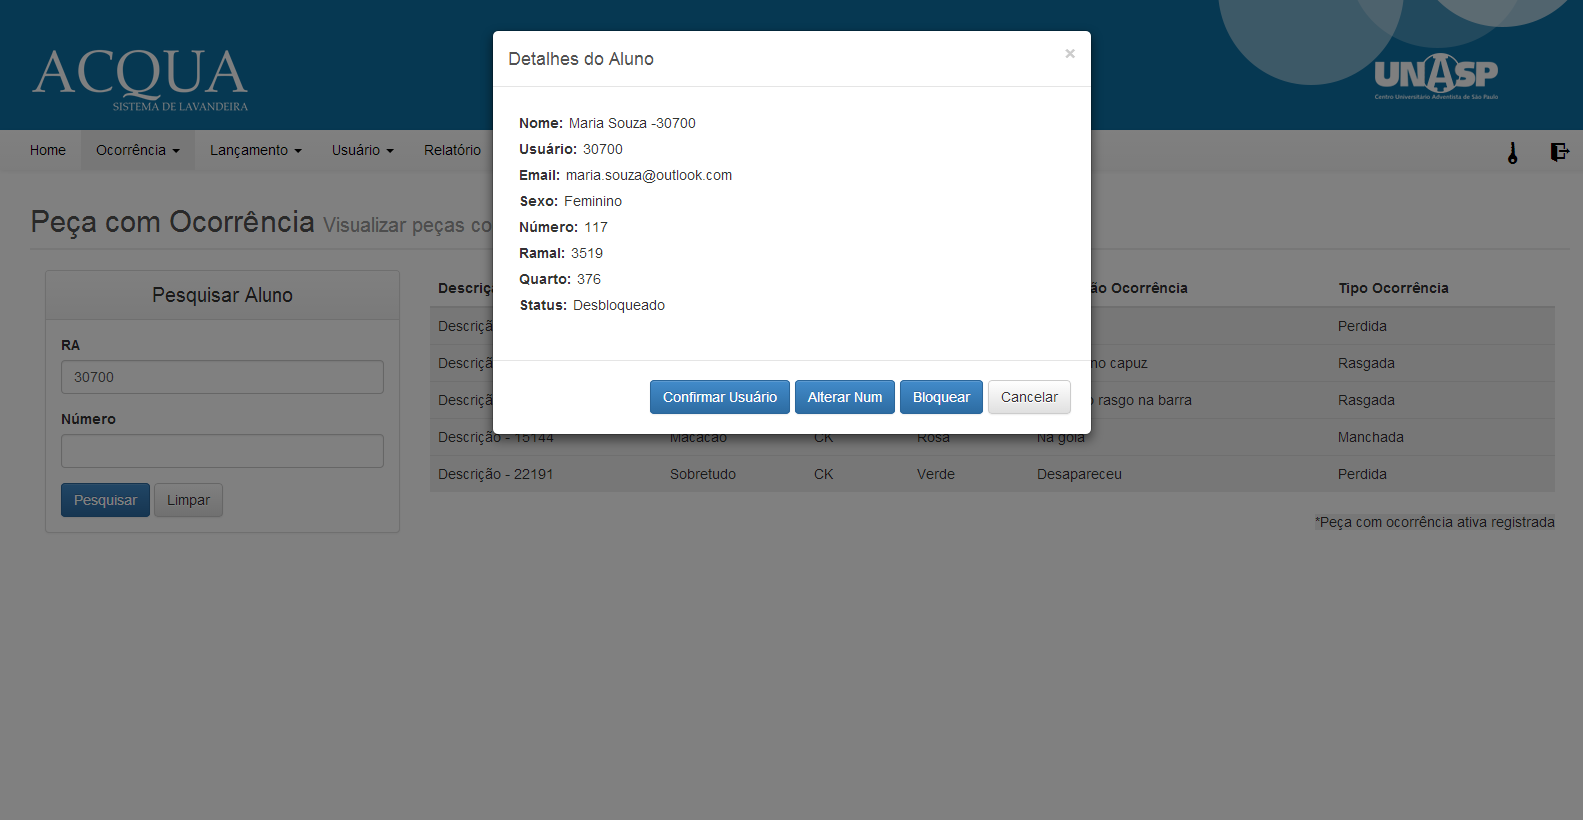 ACQUA
SISTEMA DE LAVANDEIRA
UNASP
Centro Universitário Adventista de São Paulo
Home Ocorrência Lançamento Usuário Relatório
Detalhes do Aluno ×
Nome: Maria Souza -30700
Usuário: 30700
Email: maria.souza@outlook.com
Sexo: Feminino
Número: 117
Ramal: 3519
Quarto: 376
Status: Desbloqueado
Confirmar Usuário Alterar Num Bloquear Cancelar
Peça com Ocorrência Visualizar peças co
Pesquisar Aluno
RA
30700
Número
Pesquisar Limpar
Descriç ão Ocorrência Tipo Ocorrência
Descriçã Perdida
Descriçã no capuz Rasgada
Descriçã rasgo na barra Rasgada
Descrição - 15144 Macacão CK Rosa Na gola Manchada
Descrição - 22191 Sobretudo CK Verde Desapareceu Perdida
*Peça com ocorrência ativa registrada